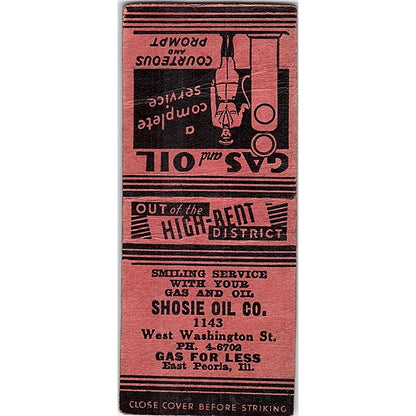 GAS and OIL
a
complete
service
COURTEOUS
AND
PROMPT
OUT of the
HIGH-RENT
DISTRICT
SMILING SERVICE
WITH YOUR
GAS AND OIL
SHOSIE OIL CO.
1143
West Washington St.
PH. 4-6702
GAS FOR LESS
East Peoria, Ill.
CLOSE COVER BEFORE STRIKING